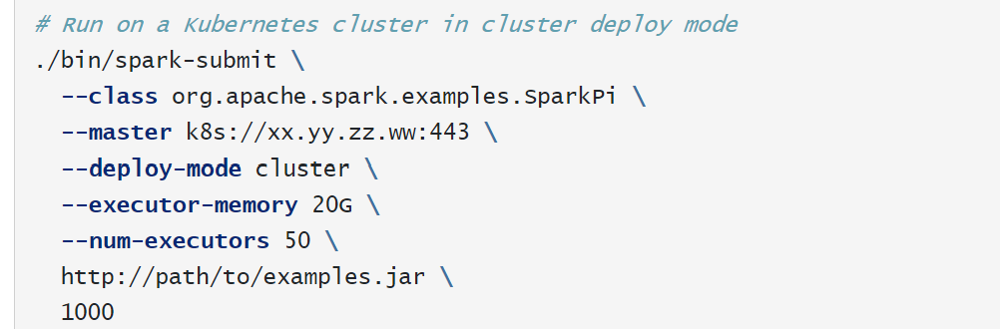 # Run on a Kubernetes cluster in cluster deploy mode
./bin/spark-submit \
  --class org.apache.spark.examples.SparkPi \
  --master k8s://xx.yy.zz.ww:443 \
  --deploy-mode cluster \
  --executor-memory 20G \
  --num-executors 50 \
  http://path/to/examples.jar \
  1000